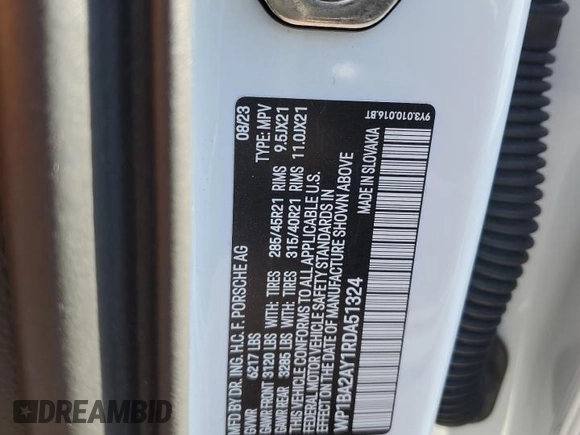 MFD BY DR. ING. H.C. F. PORSCHE AG 08/23
GVWR 6217 LBS TYPE: MPV
GAWR FRONT 3120 LBS WITH: TIRES 285/45R21 RIMS 9.5JX21
GAWR REAR 3285 LBS WITH: TIRES 315/40R21 RIMS 11.0JX21
THIS VEHICLE CONFORMS TO ALL APPLICABLE U.S.
FEDERAL MOTOR VEHICLE SAFETY STANDARDS IN
EFFECT ON THE DATE OF MANUFACTURE SHOWN ABOVE
WP1BA2AY1RDA51324 MADE IN SLOVAKIA
9Y3.010.016.BT
AUTOHELPERBOT.COM